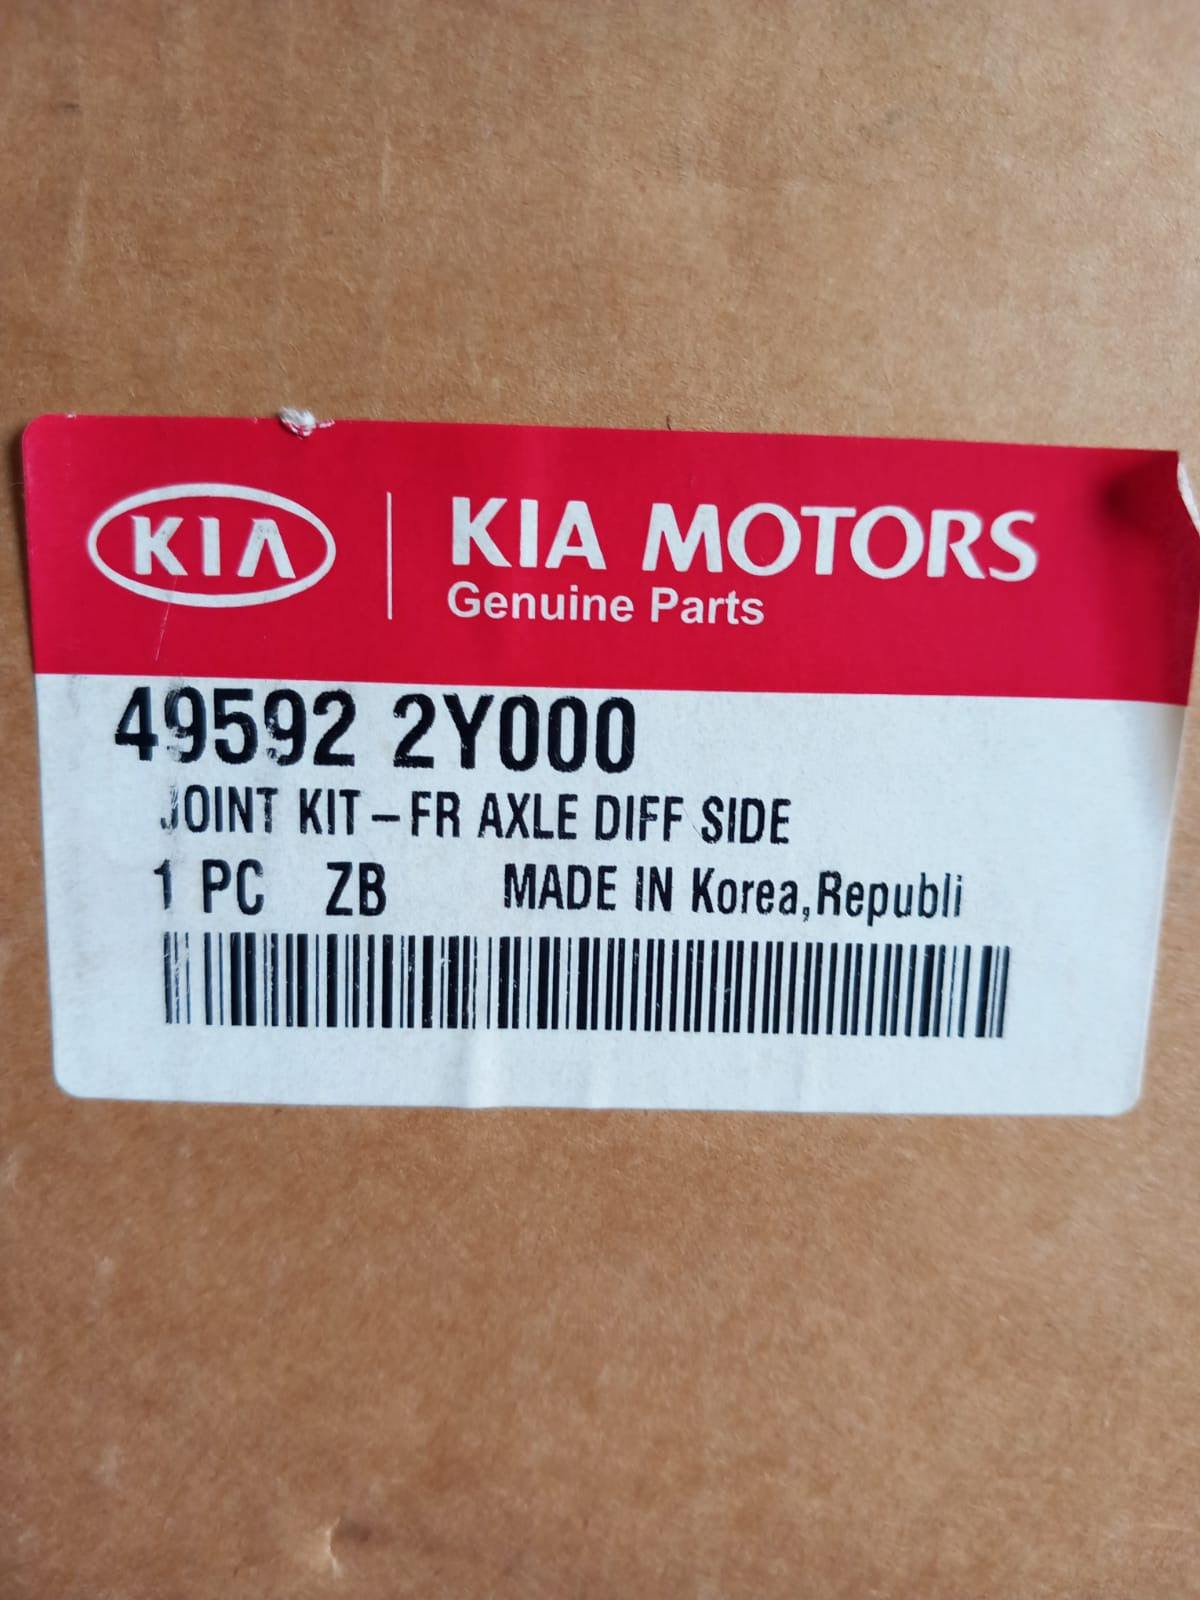 KIA
KIA MOTORS
Genuine Parts
49592 2Y000
JOINT KIT-FR AXLE DIFF SIDE
1 PC ZB MADE IN Korea,Republi